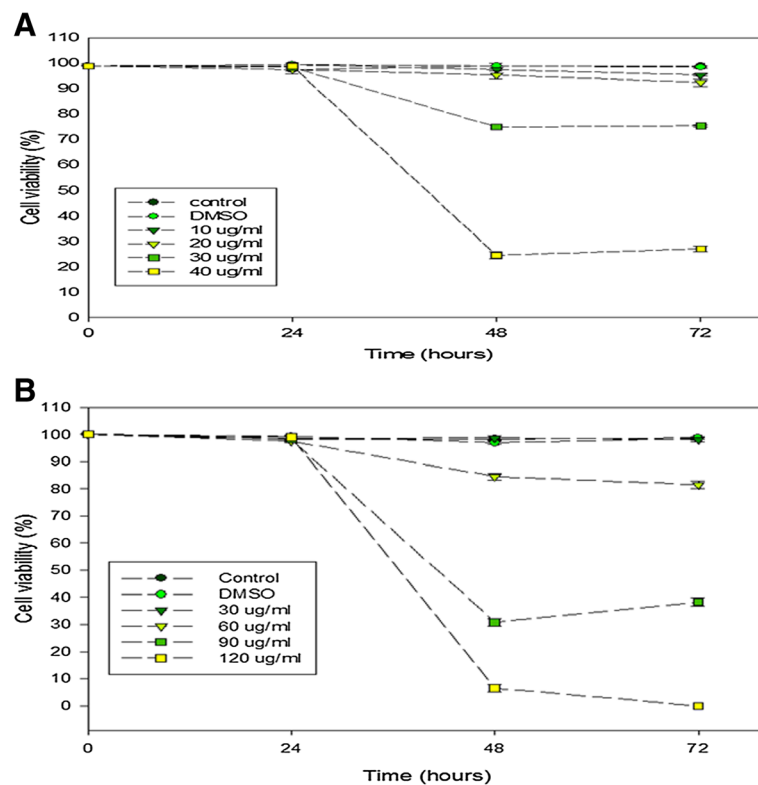 A
110
100
90
80
70
60
50
40
30
20
10
0
Cell viability (%)
control
DMSO
10 ug/ml
20 ug/ml
30 ug/ml
40 ug/ml
0 24 48 72
Time (hours)
B
110
100
90
80
70
60
50
40
30
20
10
0
Cell viability (%)
Control
DMSO
30 ug/ml
60 ug/ml
90 ug/ml
120 ug/ml
0 24 48 72
Time (hours)